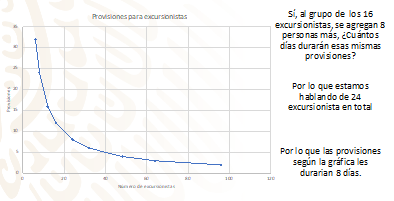 Provisiones para excursionistas
35
30
25
20
15
10
5
0
Provisiones
0 20 40 60 80 100 120
Numero de excursionistas
Sí, al grupo de los 16
excursionistas, se agregan 8
personas más, ¿Cuántos
días durarán esas mismas
provisiones?
Por lo que estamos
hablando de 24
excursionista en total
Por lo que las provisiones
según la gráfica les
durarían 8 días.